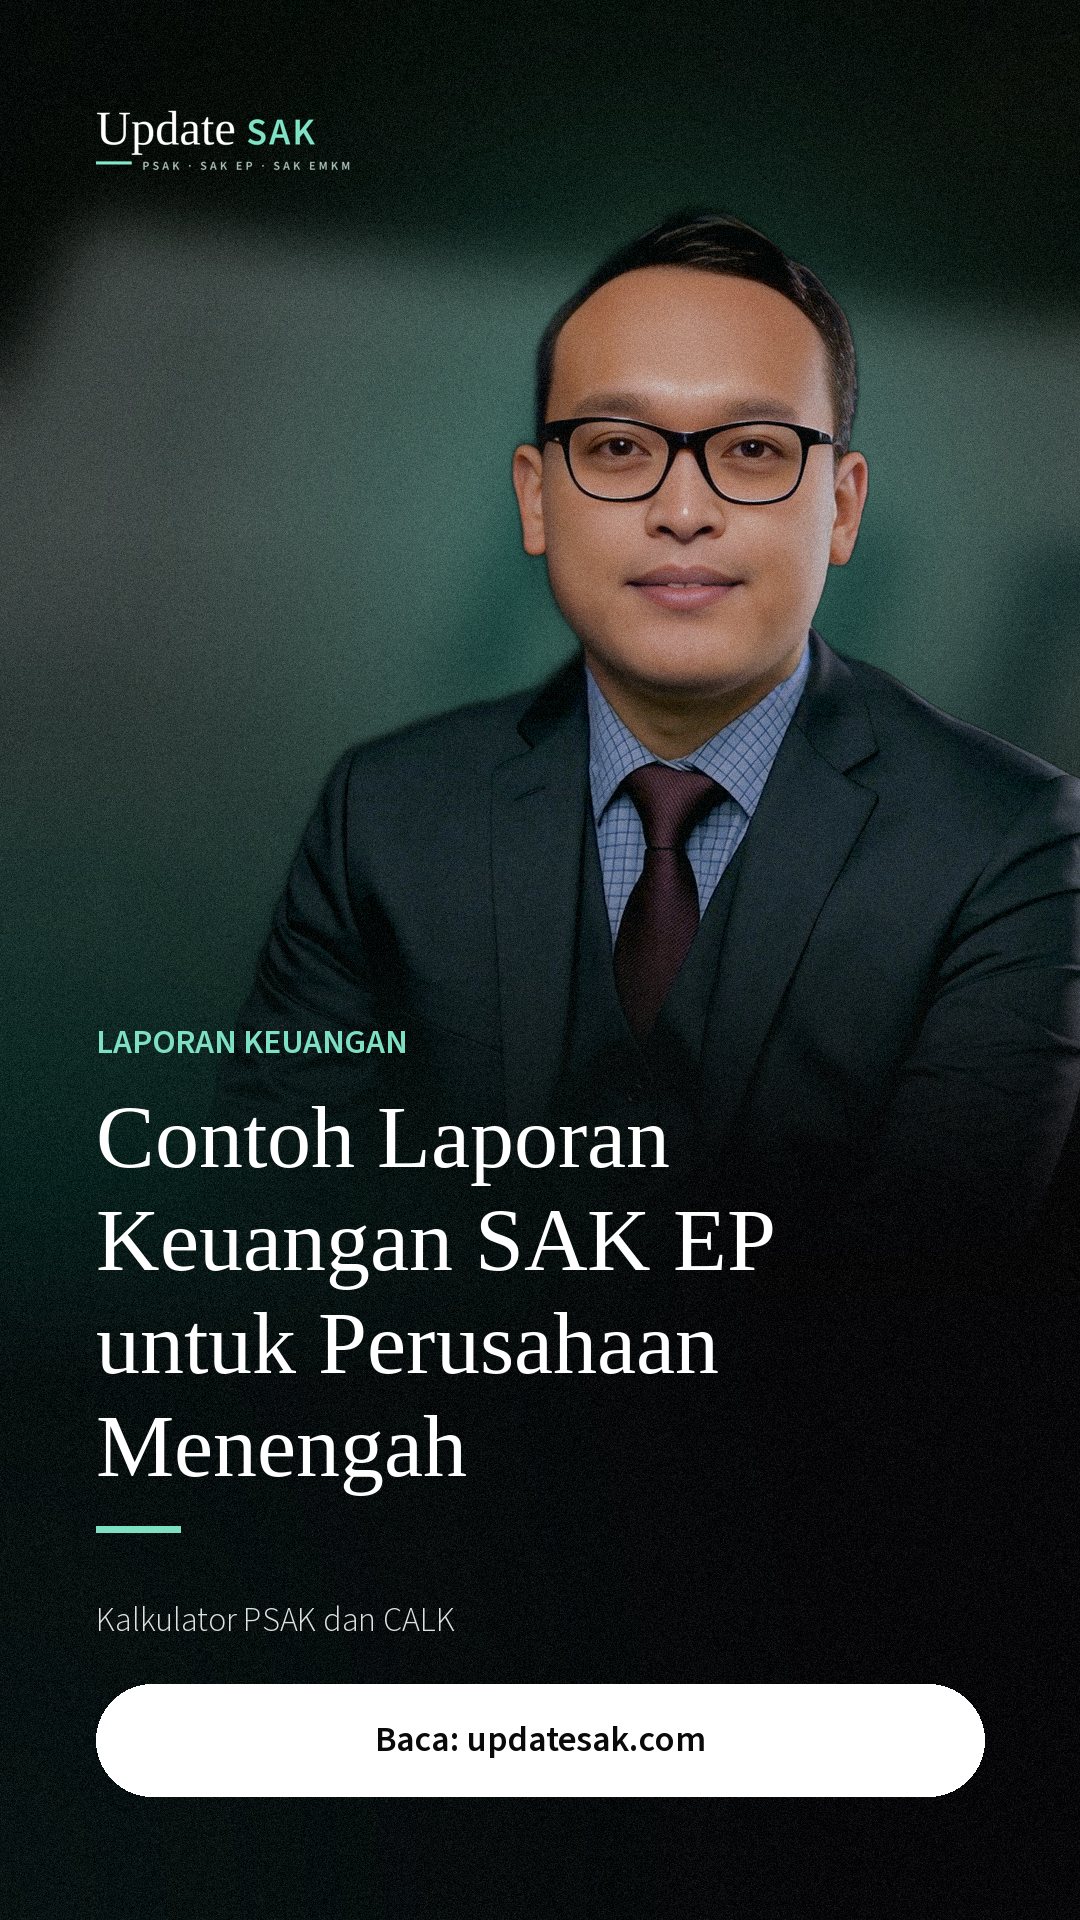 Update SAK
PSAK · SAK EP · SAK EMKM
LAPORAN KEUANGAN
Contoh Laporan
Keuangan SAK EP
untuk Perusahaan
Menengah
Kalkulator PSAK dan CALK
Baca: updatesak.com